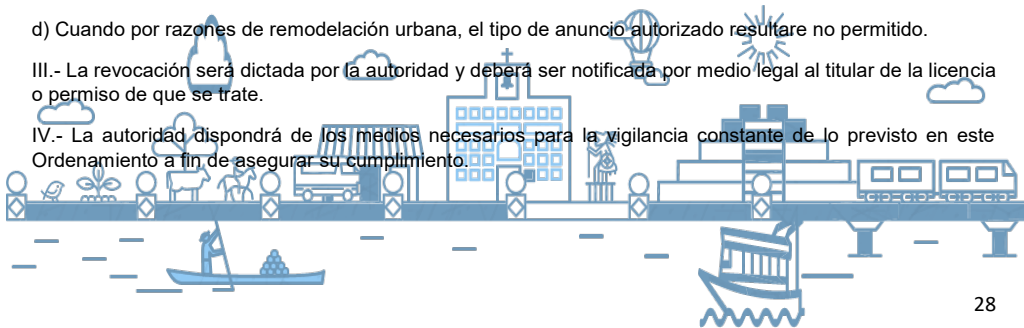 d) Cuando por razones de remodelación urbana, el tipo de anuncio autorizado resultare no permitido.
III.- La revocación será dictada por la autoridad y deberá ser notificada por medio legal al titular de la licencia
o permiso de que se trate.
IV.- La autoridad dispondrá de los medios necesarios para la vigilancia constante de lo previsto en este
Ordenamiento a fin de asegurar su cumplimiento.
28